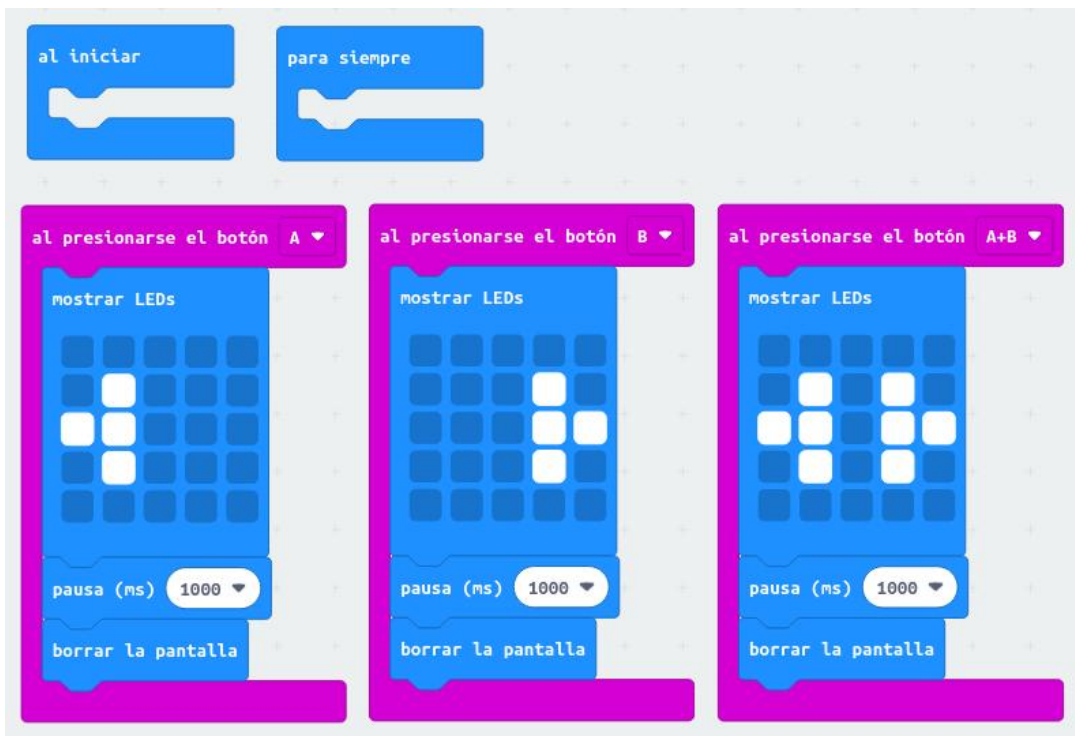 al iniciar
para siempre
al presionarse el botón A
mostrar LEDs
pausa (ms) 1000
borrar la pantalla
al presionarse el botón B
mostrar LEDs
pausa (ms) 1000
borrar la pantalla
al presionarse el botón A+B
mostrar LEDs
pausa (ms) 1000
borrar la pantalla